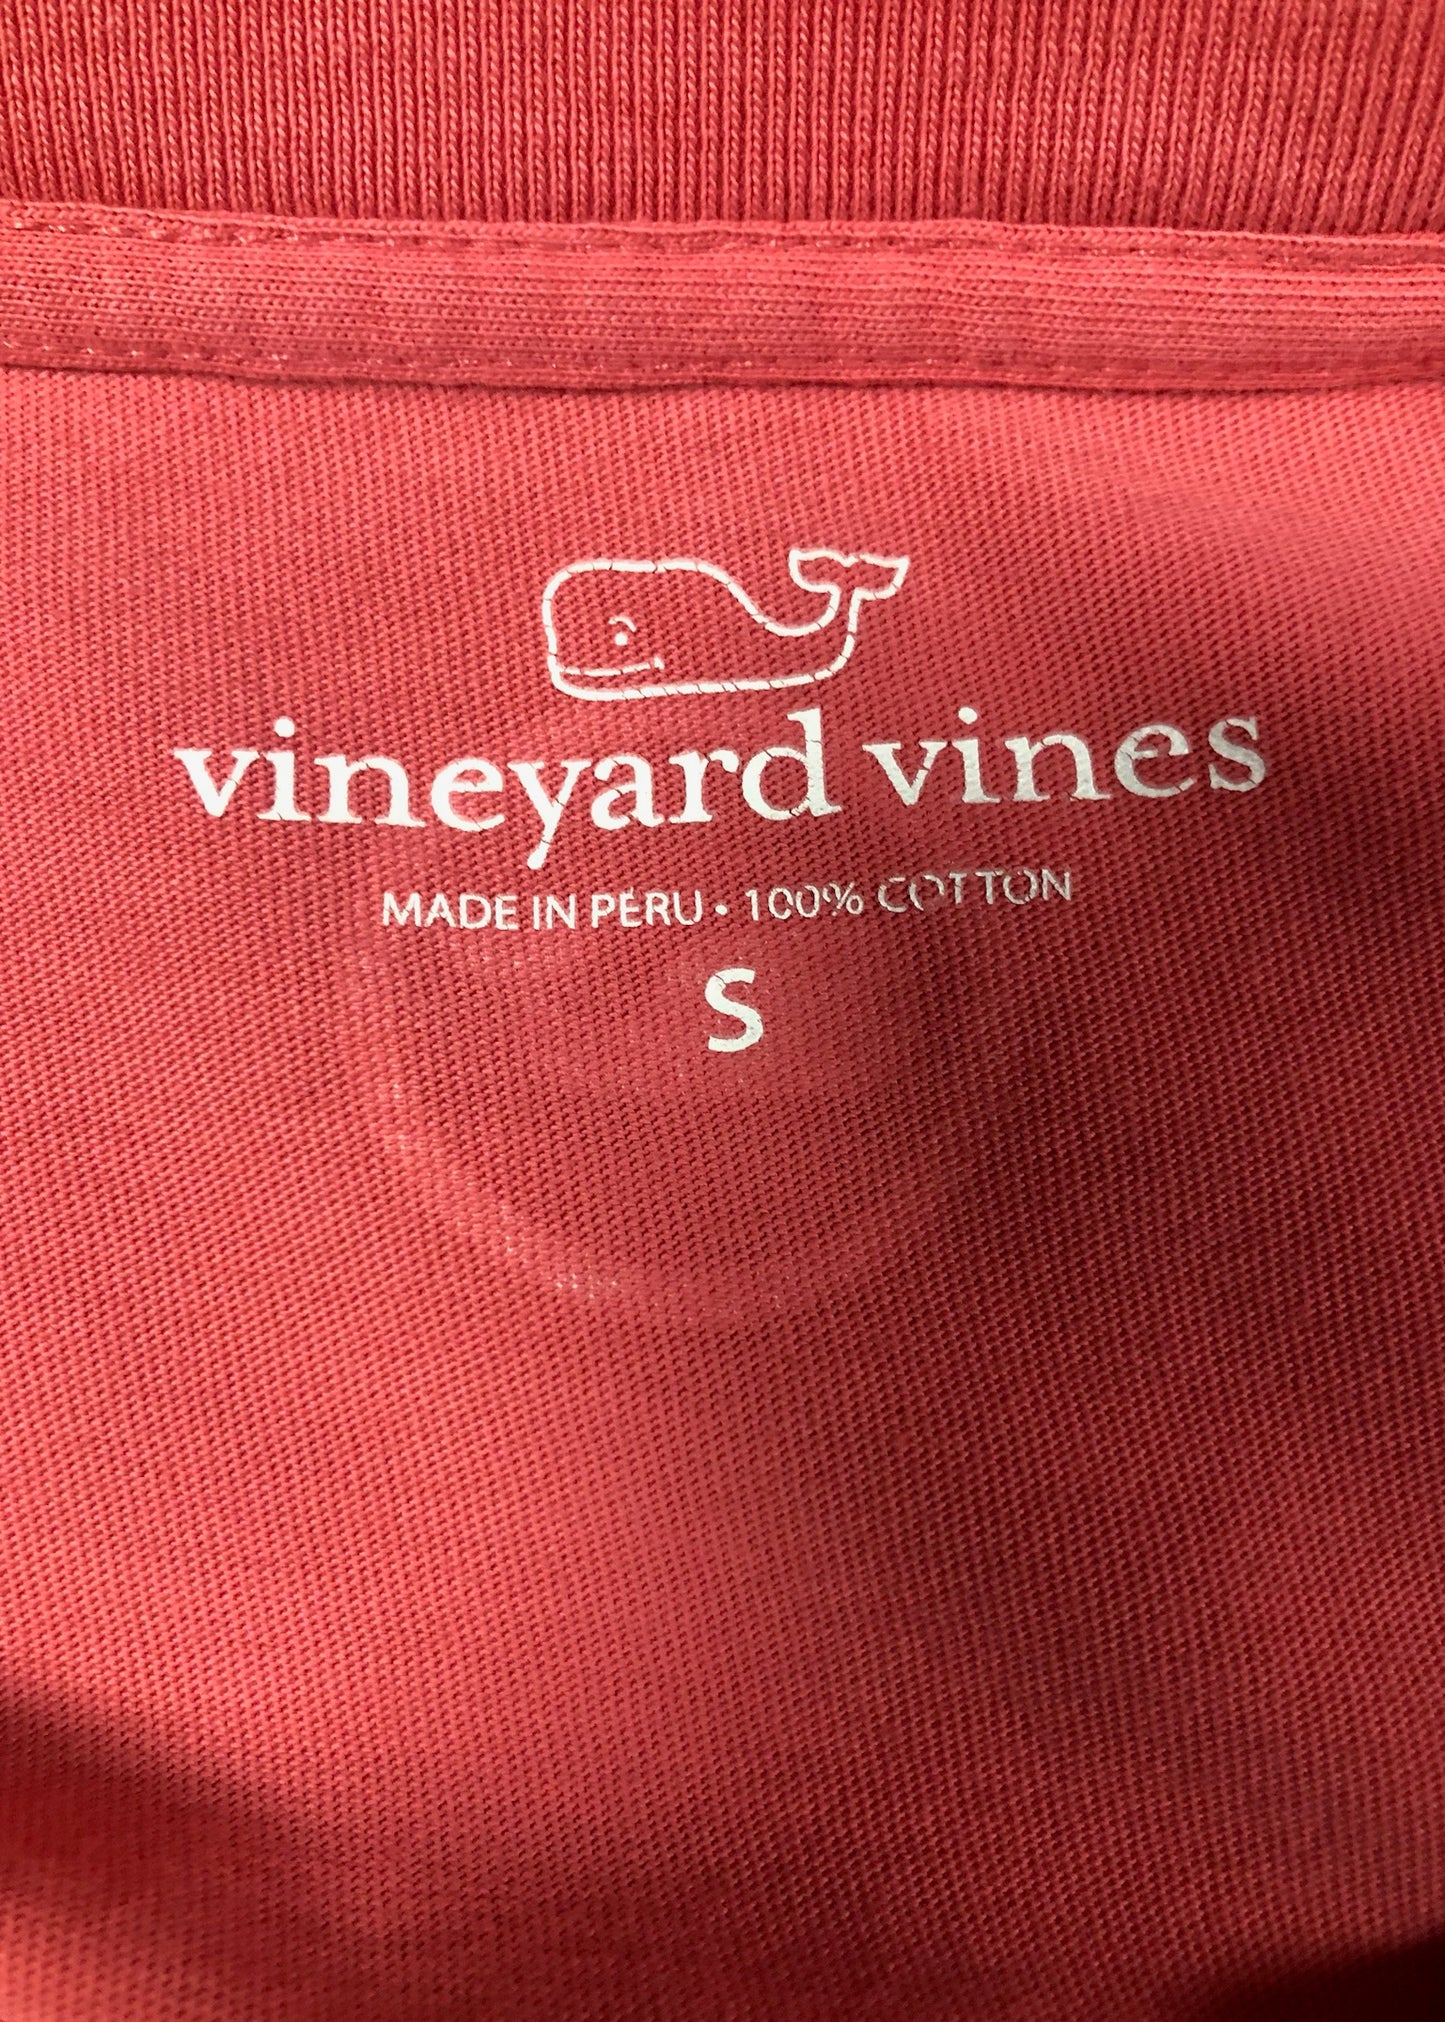 vineyard vines
MADE IN PERU • 100% COTTON
S